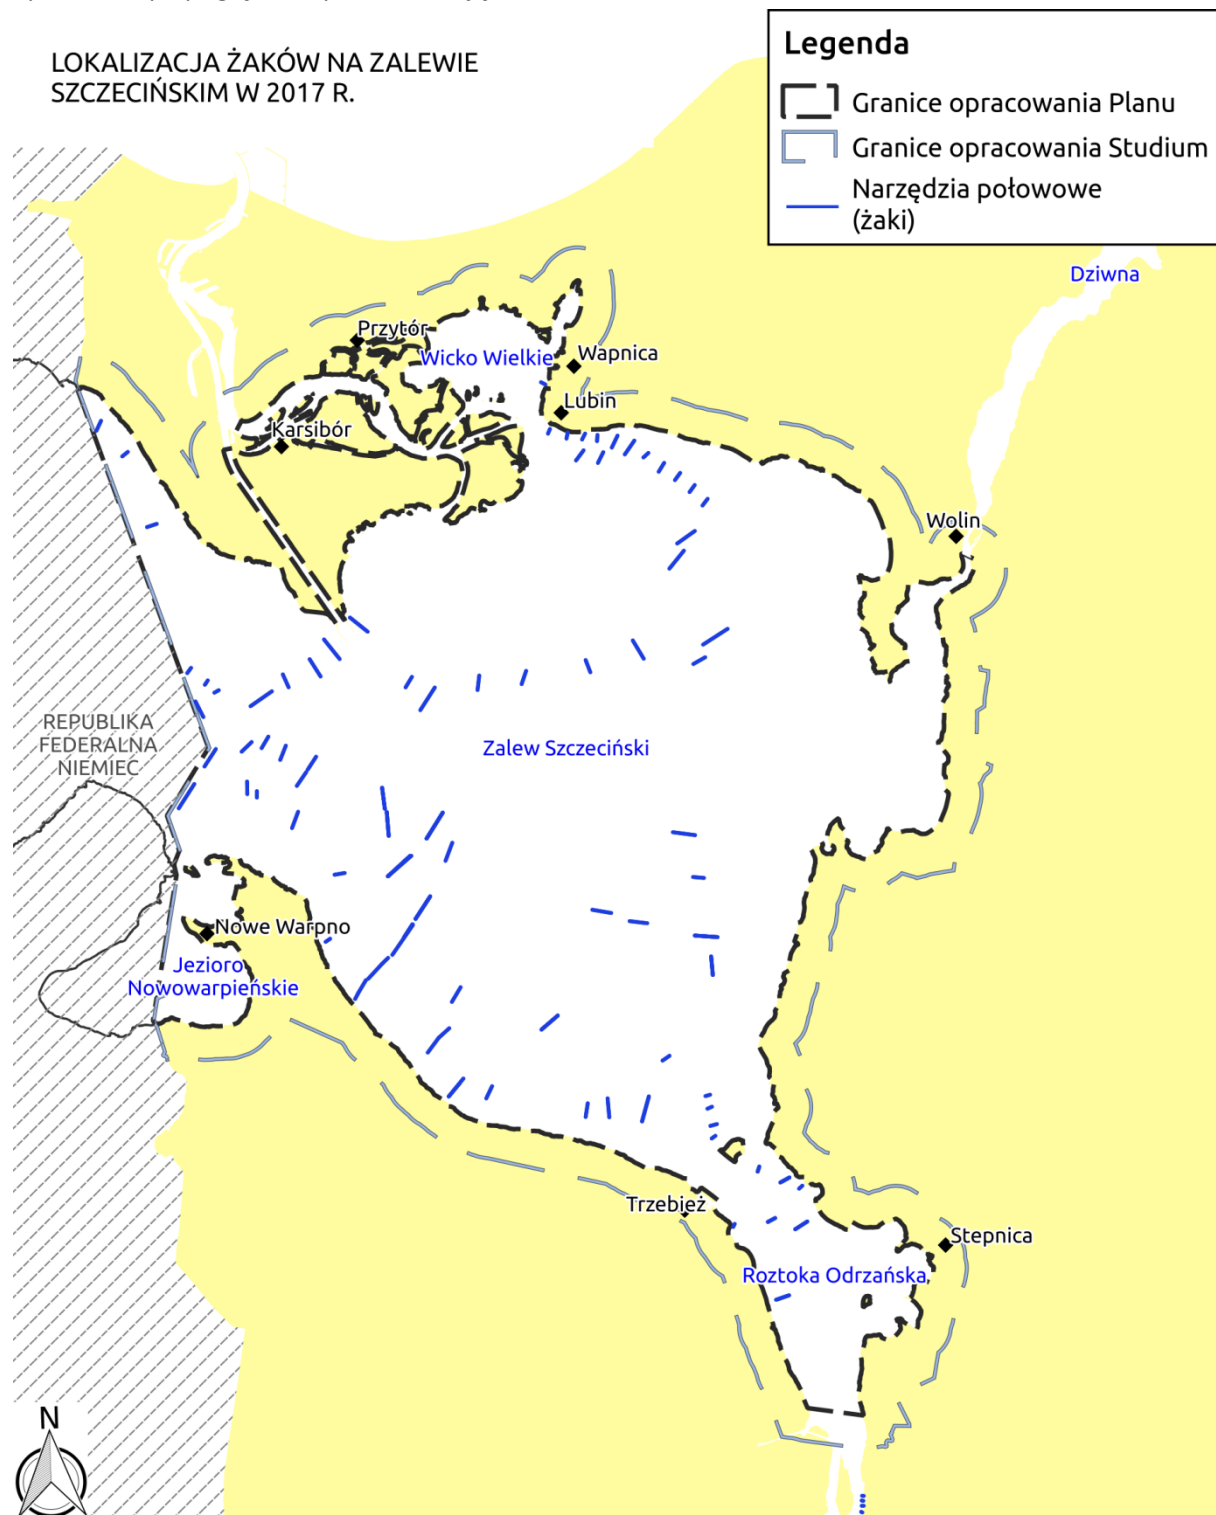 LOKALIZACJA ŻAKÓW NA ZALEWIE
SZCZECIŃSKIM W 2017 R.
Legenda
Granice opracowania Planu
Granice opracowania Studium
Narzędzia połowowe
(żaki)
Dziwna
Przytór
Wicko Wielkie
Wapnica
Lubin
Karsibór
Wolin
REPUBLIKA
FEDERALNA
NIEMIEC
Zalew Szczeciński
Nowe Warpno
Jezioro
Nowowarpieńskie
Trzebież
Stepnica
Roztoka Odrzańska
N